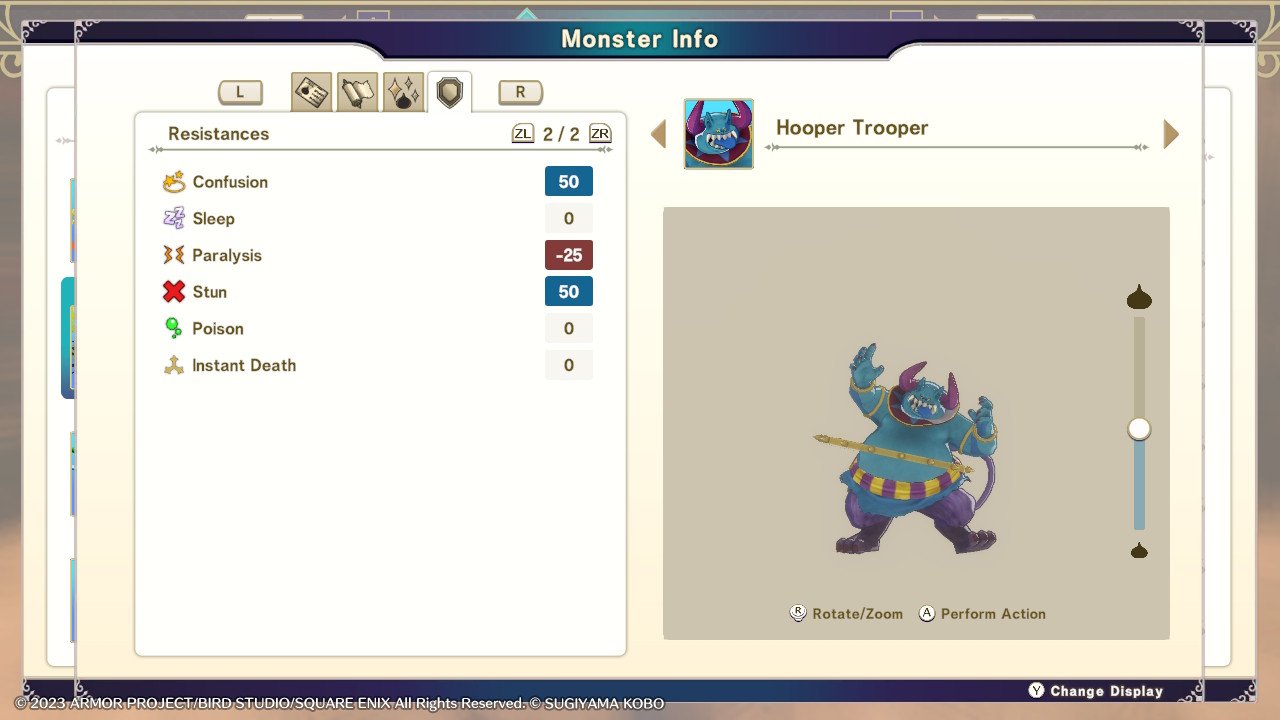 Monster Info
L
R
Resistances
ZL 2 / 2 ZR
Confusion 50
Sleep 0
Paralysis -25
Stun 50
Poison 0
Instant Death 0
Hooper Trooper
R Rotate/Zoom A Perform Action
Y Change Display
© 2023 ARMOR PROJECT/BIRD STUDIO/SQUARE ENIX All Rights Reserved. © SUGIYAMA KOBO